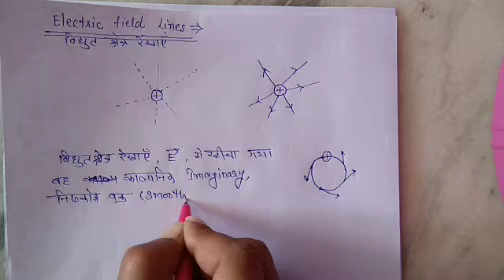 Electric field Lines ⇒
विधुत क्षेत्र रेखाएँ
विधुत क्षेत्र रेखाएँ, E, में खींचा गया
वह काल्पनिक Imaginary,
वक्र (Smooth